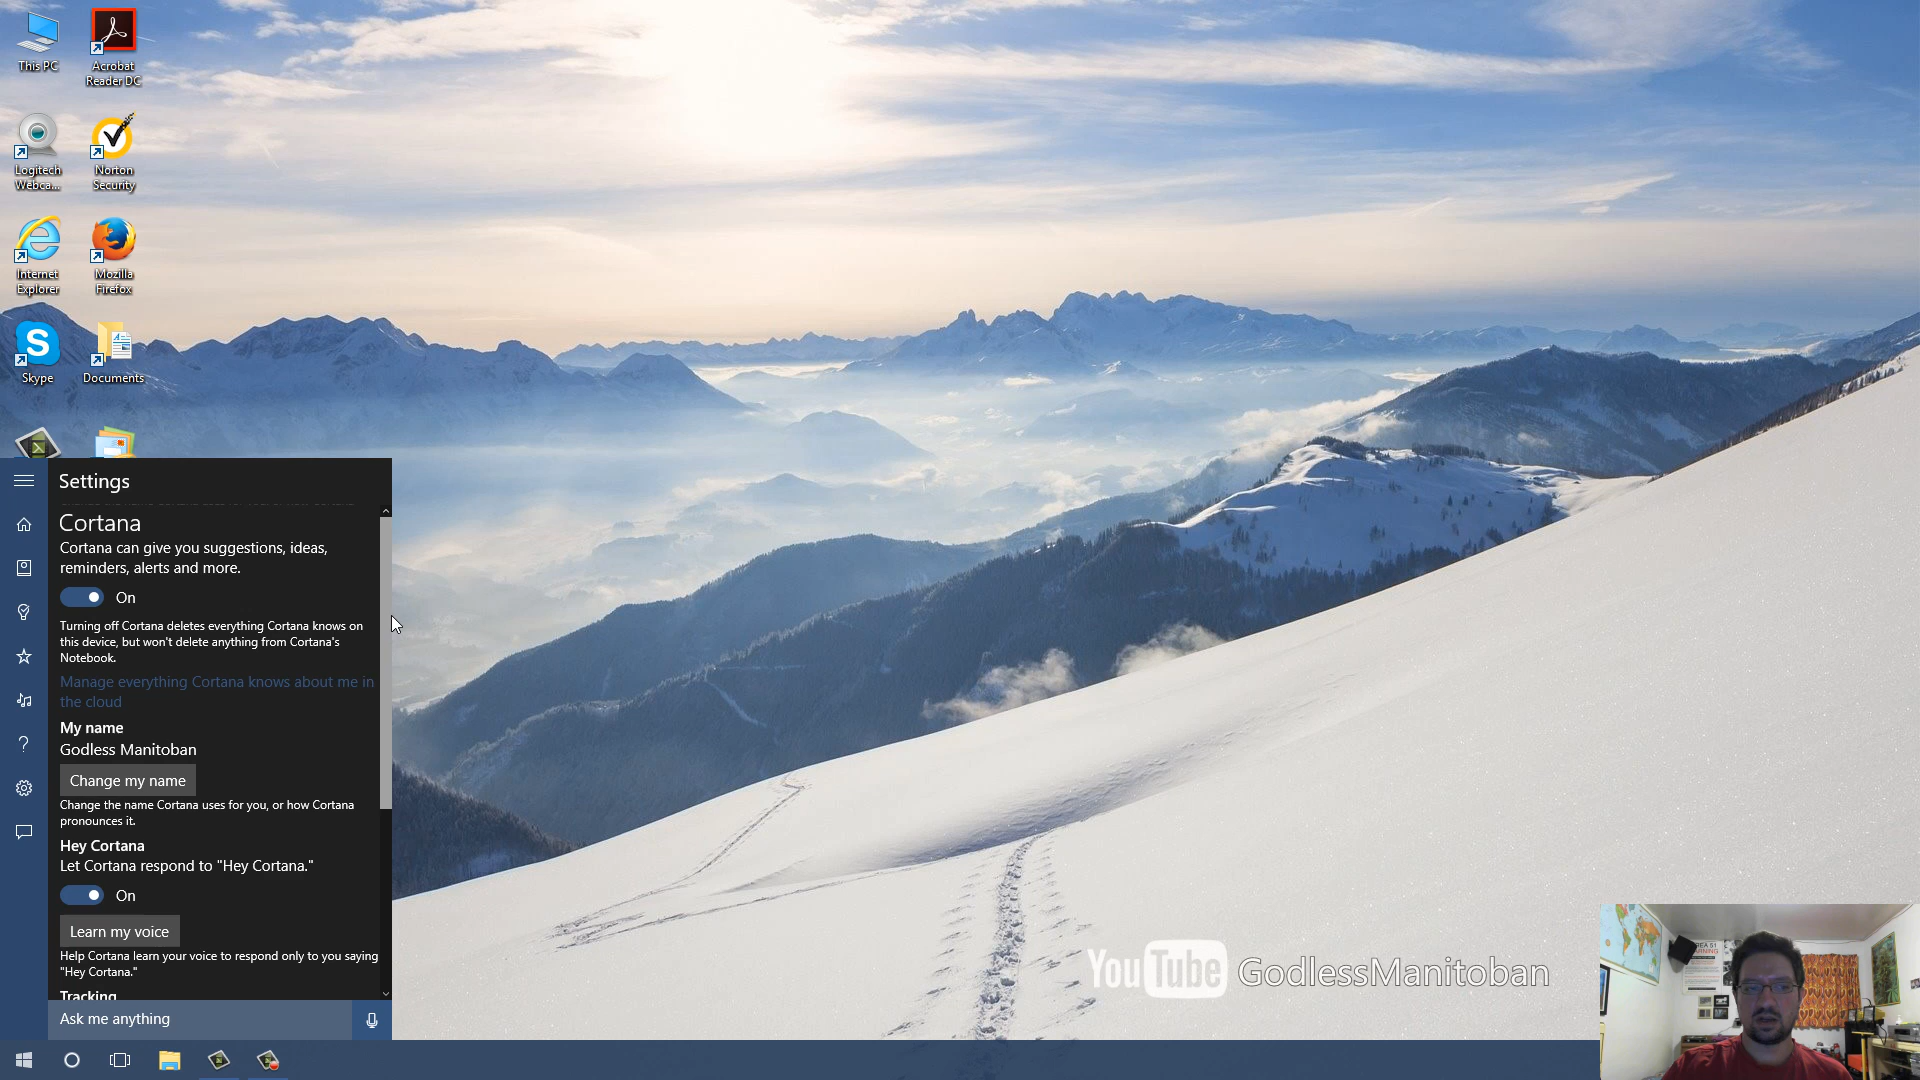 This PC
Acrobat
Reader DC
Logitech
Webca...
Norton
Security
Internet
Explorer
Mozilla
Firefox
Skype
Documents
Settings
Cortana
Cortana can give you suggestions, ideas,
reminders, alerts and more.
On
Turning off Cortana deletes everything Cortana knows on
this device, but won't delete anything from Cortana's
Notebook.
Manage everything Cortana knows about me in
the cloud
My name
Godless Manitoban
Change my name
Change the name Cortana uses for you, or how Cortana
pronounces it.
Hey Cortana
Let Cortana respond to "Hey Cortana."
On
Learn my voice
Help Cortana learn your voice to respond only to you saying
"Hey Cortana."
Tracking
Ask me anything
YouTube GodlessManitoban
AREA 51
WARNING